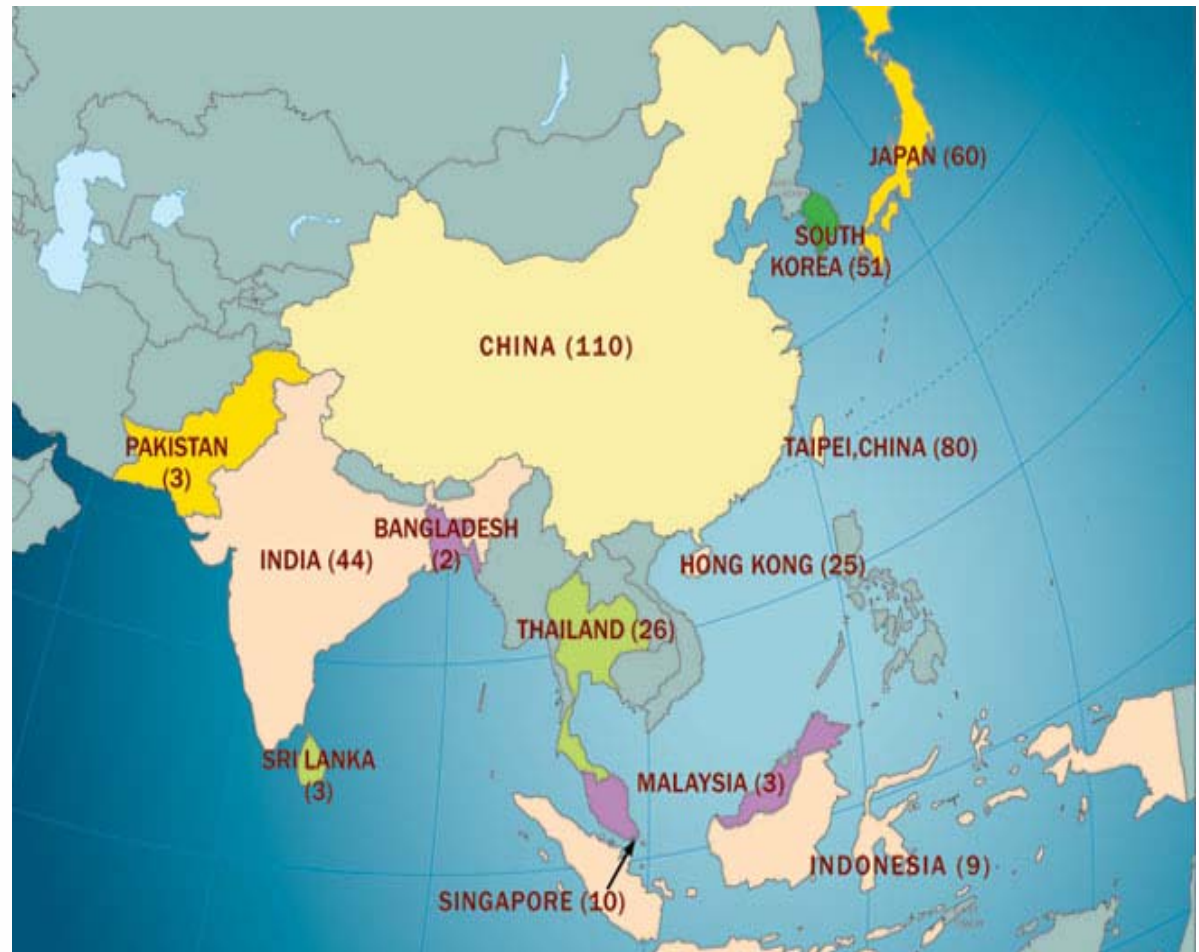 JAPAN (60)
SOUTH
KOREA (51)
CHINA (110)
PAKISTAN
(3)
TAIPEI,CHINA (80)
BANGLADESH
(2)
INDIA (44)
HONG KONG (25)
THAILAND (26)
SRI LANKA
(3)
MALAYSIA (3)
INDONESIA (9)
SINGAPORE (10)